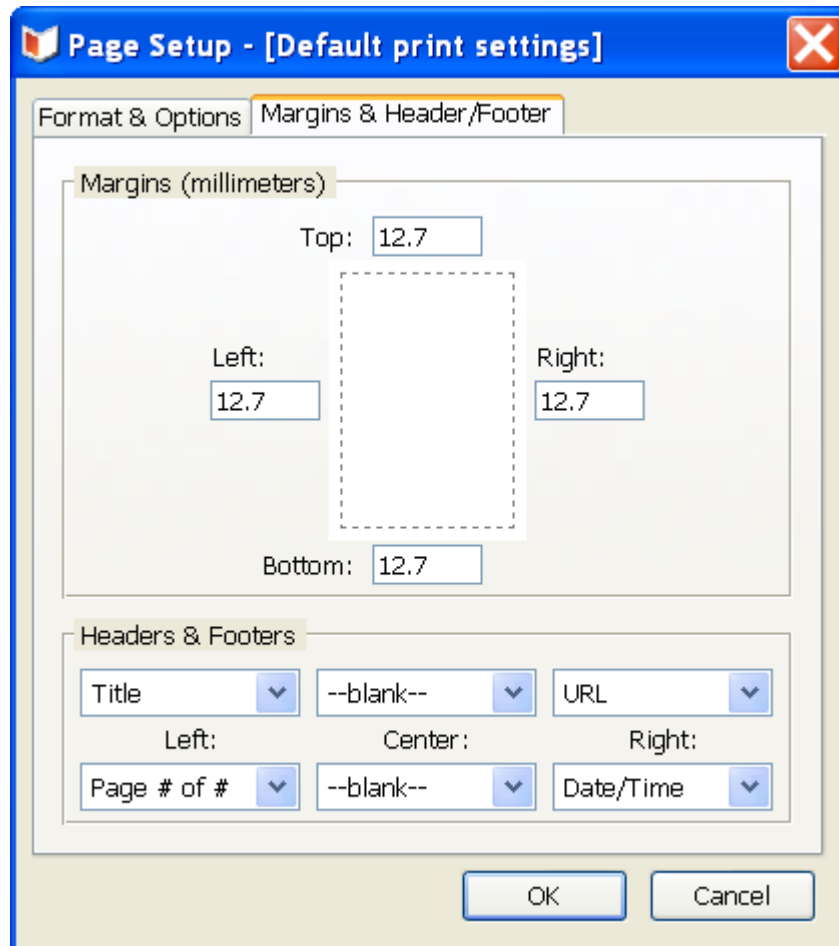 Page Setup - [Default print settings]
Format & Options Margins & Header/Footer
Margins (millimeters)
Top: 12.7
Left: Right:
12.7 12.7
Bottom: 12.7
Headers & Footers
Title --blank-- URL
Left: Center: Right:
Page # of # --blank-- Date/Time
OK Cancel